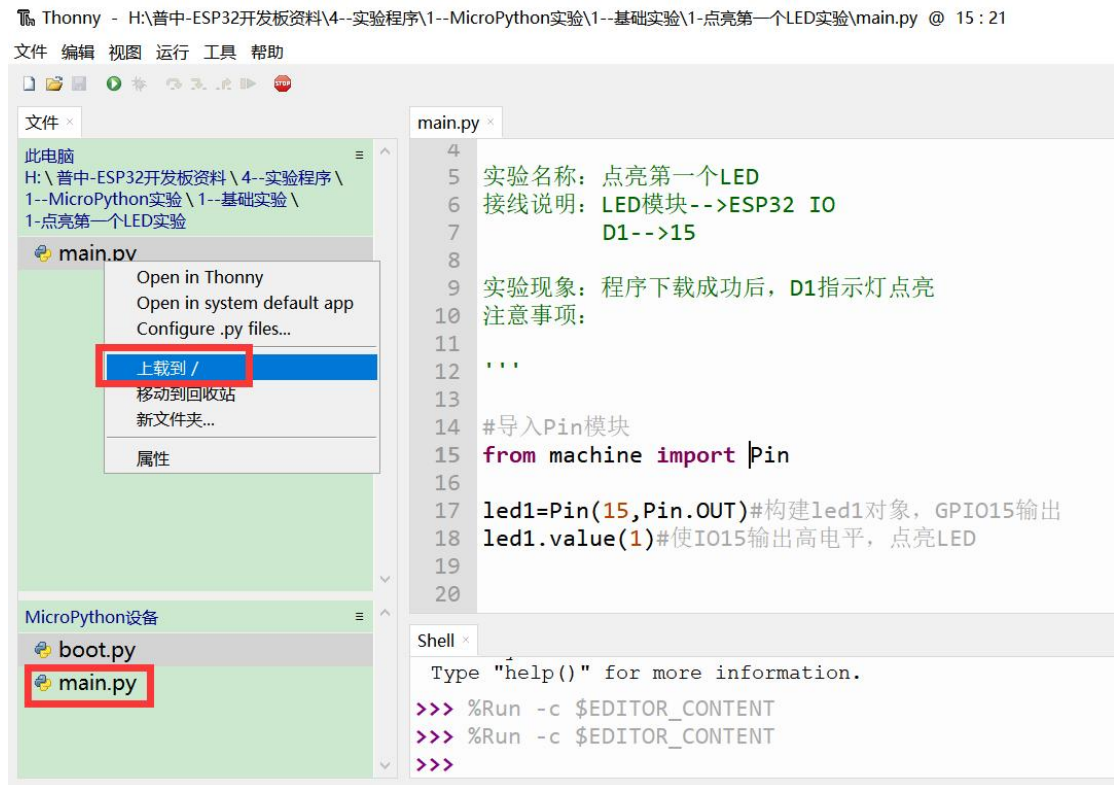 Thonny - H:\普中-ESP32开发板资料\4--实验程序\1--MicroPython实验\1--基础实验\1-点亮第一个LED实验\main.py @ 15 : 21
文件 编辑 视图 运行 工具 帮助
STOP
文件 ×
此电脑
H: \ 普中-ESP32开发板资料 \ 4--实验程序 \
1--MicroPython实验 \ 1--基础实验 \
1-点亮第一个LED实验
main.py
Open in Thonny
Open in system default app
Configure .py files...
上载到 /
移动到回收站
新文件夹...
属性
MicroPython设备
boot.py
main.py
main.py ×
4
5 实验名称：点亮第一个LED
6 接线说明：LED模块-->ESP32 IO
7 D1-->15
8
9 实验现象：程序下载成功后，D1指示灯点亮
10 注意事项：
11
12 '''
13
14 #导入Pin模块
15 from machine import Pin
16
17 led1=Pin(15,Pin.OUT)#构建led1对象，GPIO15输出
18 led1.value(1)#使IO15输出高电平，点亮LED
19
20
Shell ×
Type "help()" for more information.
>>> %Run -c $EDITOR_CONTENT
>>> %Run -c $EDITOR_CONTENT
>>>